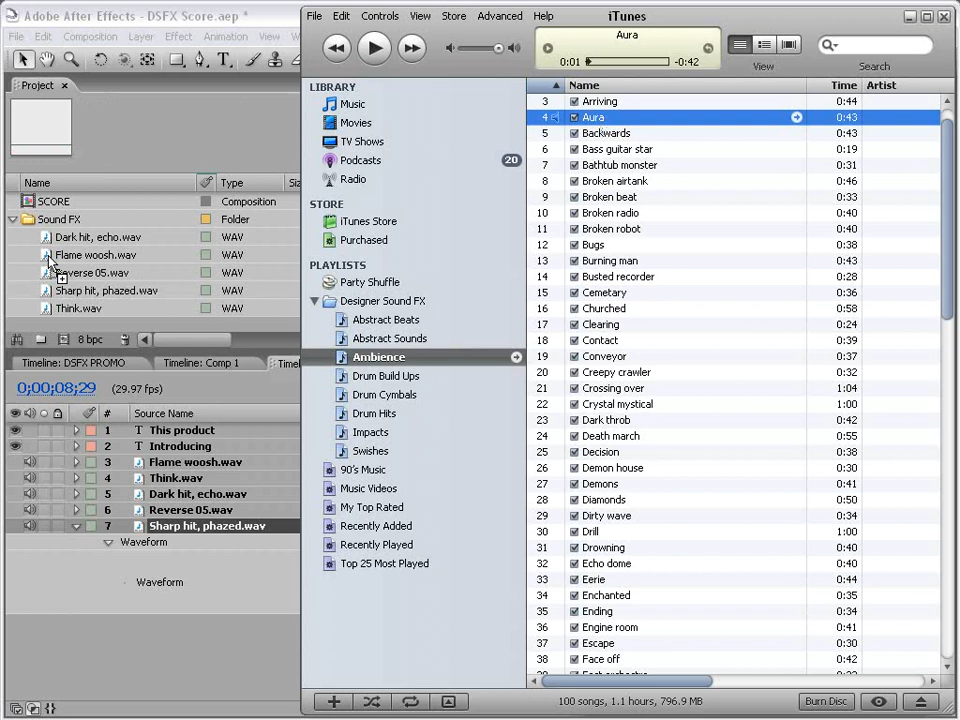 Adobe After Effects - DSFX Score.aep *
File Edit Composition Layer Effect Animation View
Project ×
Name Type
SCORE Composition
Sound FX Folder
Dark hit, echo.wav WAV
Flame woosh.wav WAV
Reverse 05.wav WAV
Sharp hit, phazed.wav WAV
Think.wav WAV
8 bpc
Timeline: DSFX PROMO Timeline: Comp 1
0;00;08;29 (29.97 fps)
# Source Name
1 T This product
2 T Introducing
3 Flame woosh.wav
4 Think.wav
5 Dark hit, echo.wav
6 Reverse 05.wav
7 Sharp hit, phazed.wav
Waveform
Waveform
File Edit Controls View Store Advanced Help iTunes
Aura
0:01 -0:42
View
Search
LIBRARY
Music
Movies
TV Shows
Podcasts 20
Radio
STORE
iTunes Store
Purchased
PLAYLISTS
Party Shuffle
Designer Sound FX
Abstract Beats
Abstract Sounds
Ambience
Drum Build Ups
Drum Cymbals
Drum Hits
Impacts
Swishes
90's Music
Music Videos
My Top Rated
Recently Added
Recently Played
Top 25 Most Played
Name Time Artist
3 Arriving 0:44
4 Aura 0:43
5 Backwards 0:43
6 Bass guitar star 0:19
7 Bathtub monster 0:31
8 Broken airtank 0:46
9 Broken beat 0:33
10 Broken radio 0:40
11 Broken robot 0:40
12 Bugs 0:43
13 Burning man 0:40
14 Busted recorder 0:28
15 Cemetary 0:36
16 Churched 0:58
17 Clearing 0:24
18 Contact 0:39
19 Conveyor 0:37
20 Creepy crawler 0:32
21 Crossing over 1:04
22 Crystal mystical 1:00
23 Dark throb 0:42
24 Death march 0:55
25 Decision 0:38
26 Demon house 0:30
27 Demons 0:41
28 Diamonds 0:50
29 Dirty wave 0:34
30 Drill 1:00
31 Drowning 0:40
32 Echo dome 0:40
33 Eerie 0:44
34 Enchanted 0:35
35 Ending 0:34
36 Engine room 0:41
37 Escape 0:30
38 Face off 0:42
100 songs, 1.1 hours, 796.9 MB
Burn Disc